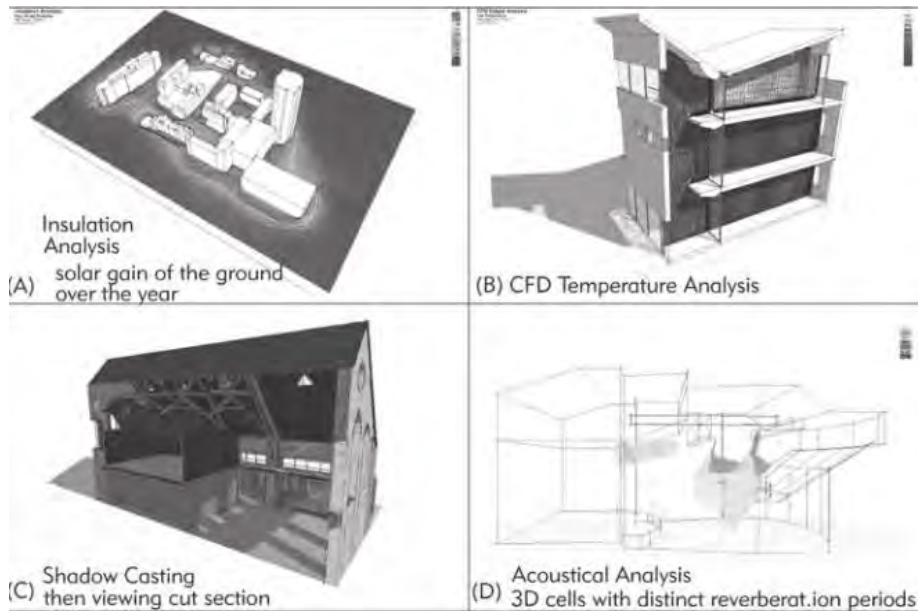 Insulation
Analysis
solar gain of the ground
(A) over the year
(B) CFD Temperature Analysis
Shadow Casting
(C) then viewing cut section
Acoustical Analysis
(D) 3D cells with distinct reverberat.ion periods